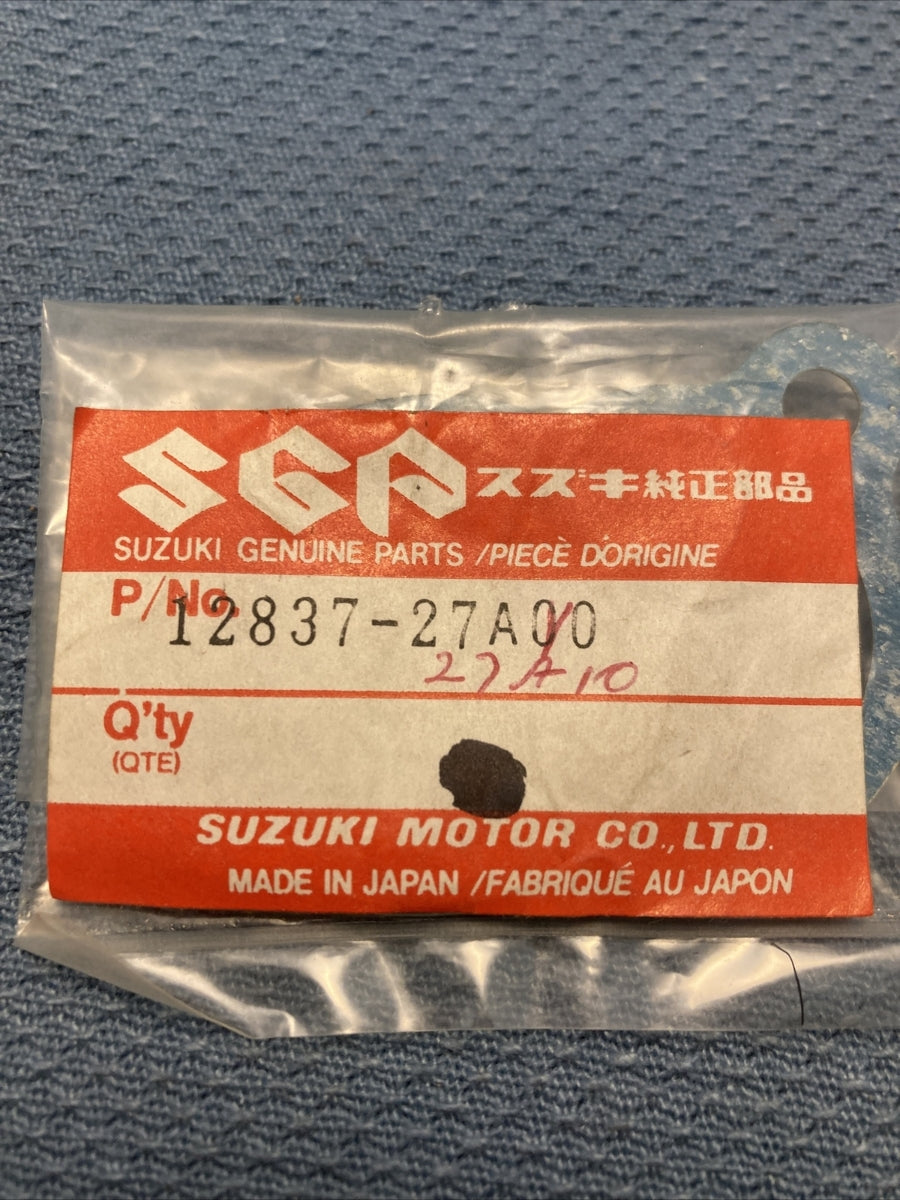 SGP スズキ純正部品
SUZUKI GENUINE PARTS /PIECÈ D'ORIGINE
P/No. 12837-27A00
27A10
Q'ty
(QTE)
SUZUKI MOTOR CO., LTD.
MADE IN JAPAN /FABRIQUÉ AU JAPON